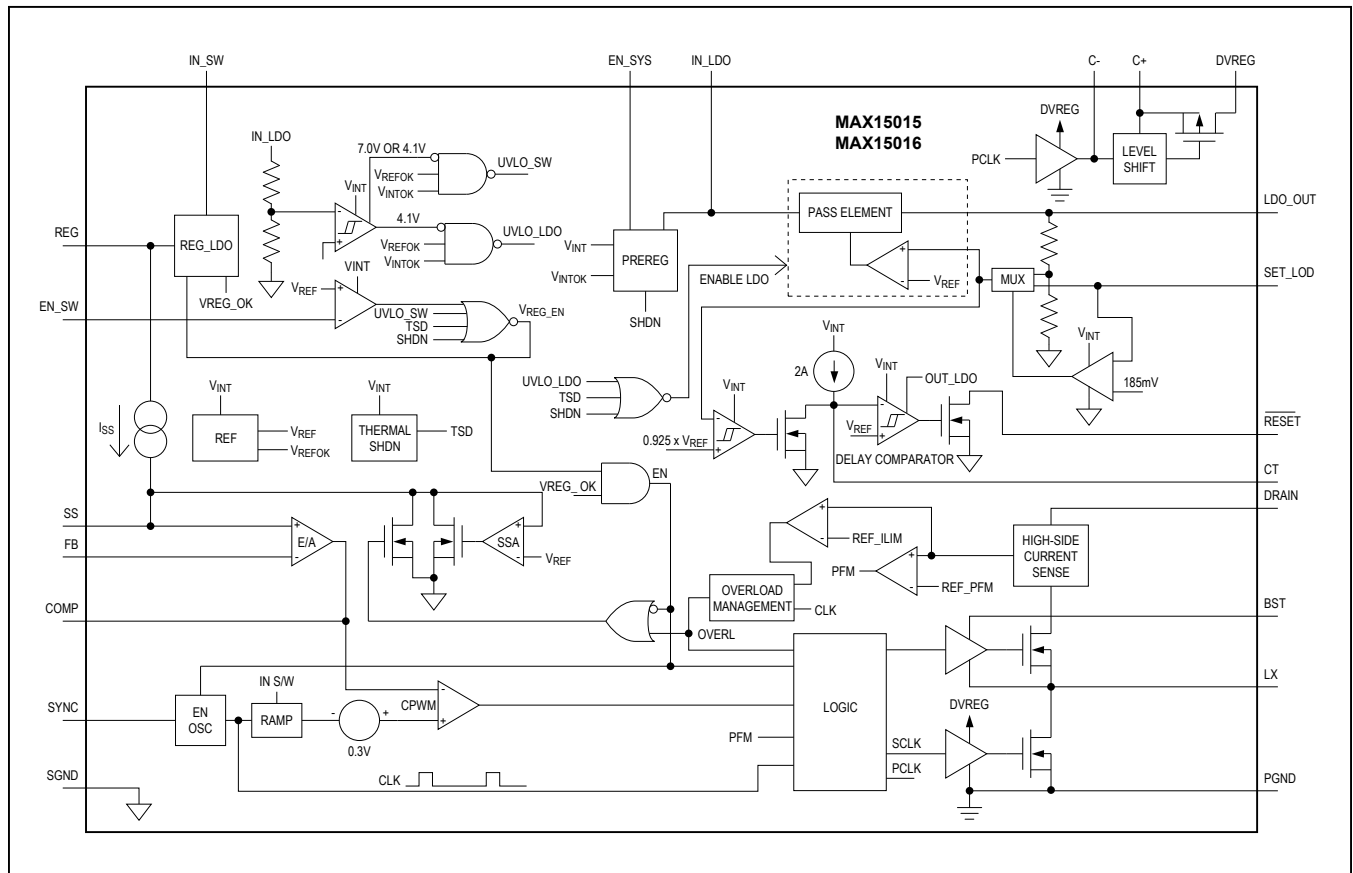 IN_SW
EN_SYS
IN_LDO
C-
C+
DVREG
MAX15015
MAX15016
IN_LDO
7.0V OR 4.1V
VREFOK
VINTOK
UVLO_SW
VINT
4.1V
VREFOK
VINTOK
UVLO_LDO
PCLK
DVREG
LEVEL
SHIFT
REG
REG_LDO
VREG_OK
VINT
VINTOK
PREREG
SHDN
ENABLE LDO
PASS ELEMENT
VREF
MUX
LDO_OUT
SET_LOD
EN_SW
VREF
VINT
UVLO_SW
TSD
SHDN
VREG_EN
VINT
185mV
UVLO_LDO
TSD
SHDN
VINT
0.925 x VREF
VINT
2A
VINT
OUT_LDO
VREF
DELAY COMPARATOR
RESET
CT
ISS
VINT
REF
VREF
VREFOK
VINT
THERMAL
SHDN
TSD
VREG_OK
EN
DRAIN
SS
FB
E/A
SSA
VREF
REF_ILIM
PFM
REF_PFM
HIGH-SIDE
CURRENT
SENSE
OVERLOAD
MANAGEMENT
CLK
COMP
OVERL
BST
LX
SYNC
EN
OSC
IN S/W
RAMP
-
+
0.3V
CPWM
LOGIC
PFM
SCLK
PCLK
DVREG
SGND
CLK
PGND